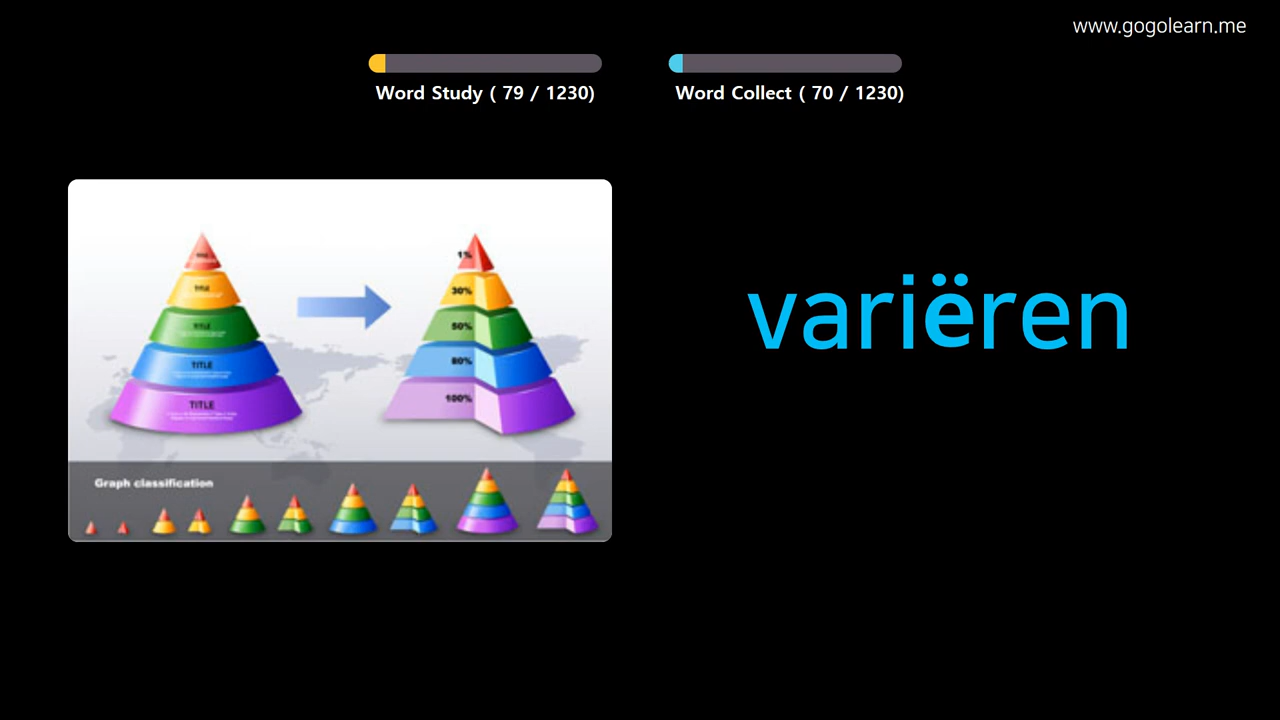 www.gogolearn.me
Word Study ( 79 / 1230)
Word Collect ( 70 / 1230)
variëren
TITLE
TITLE
TITLE
TITLE
1%
30%
50%
80%
100%
Graph classification